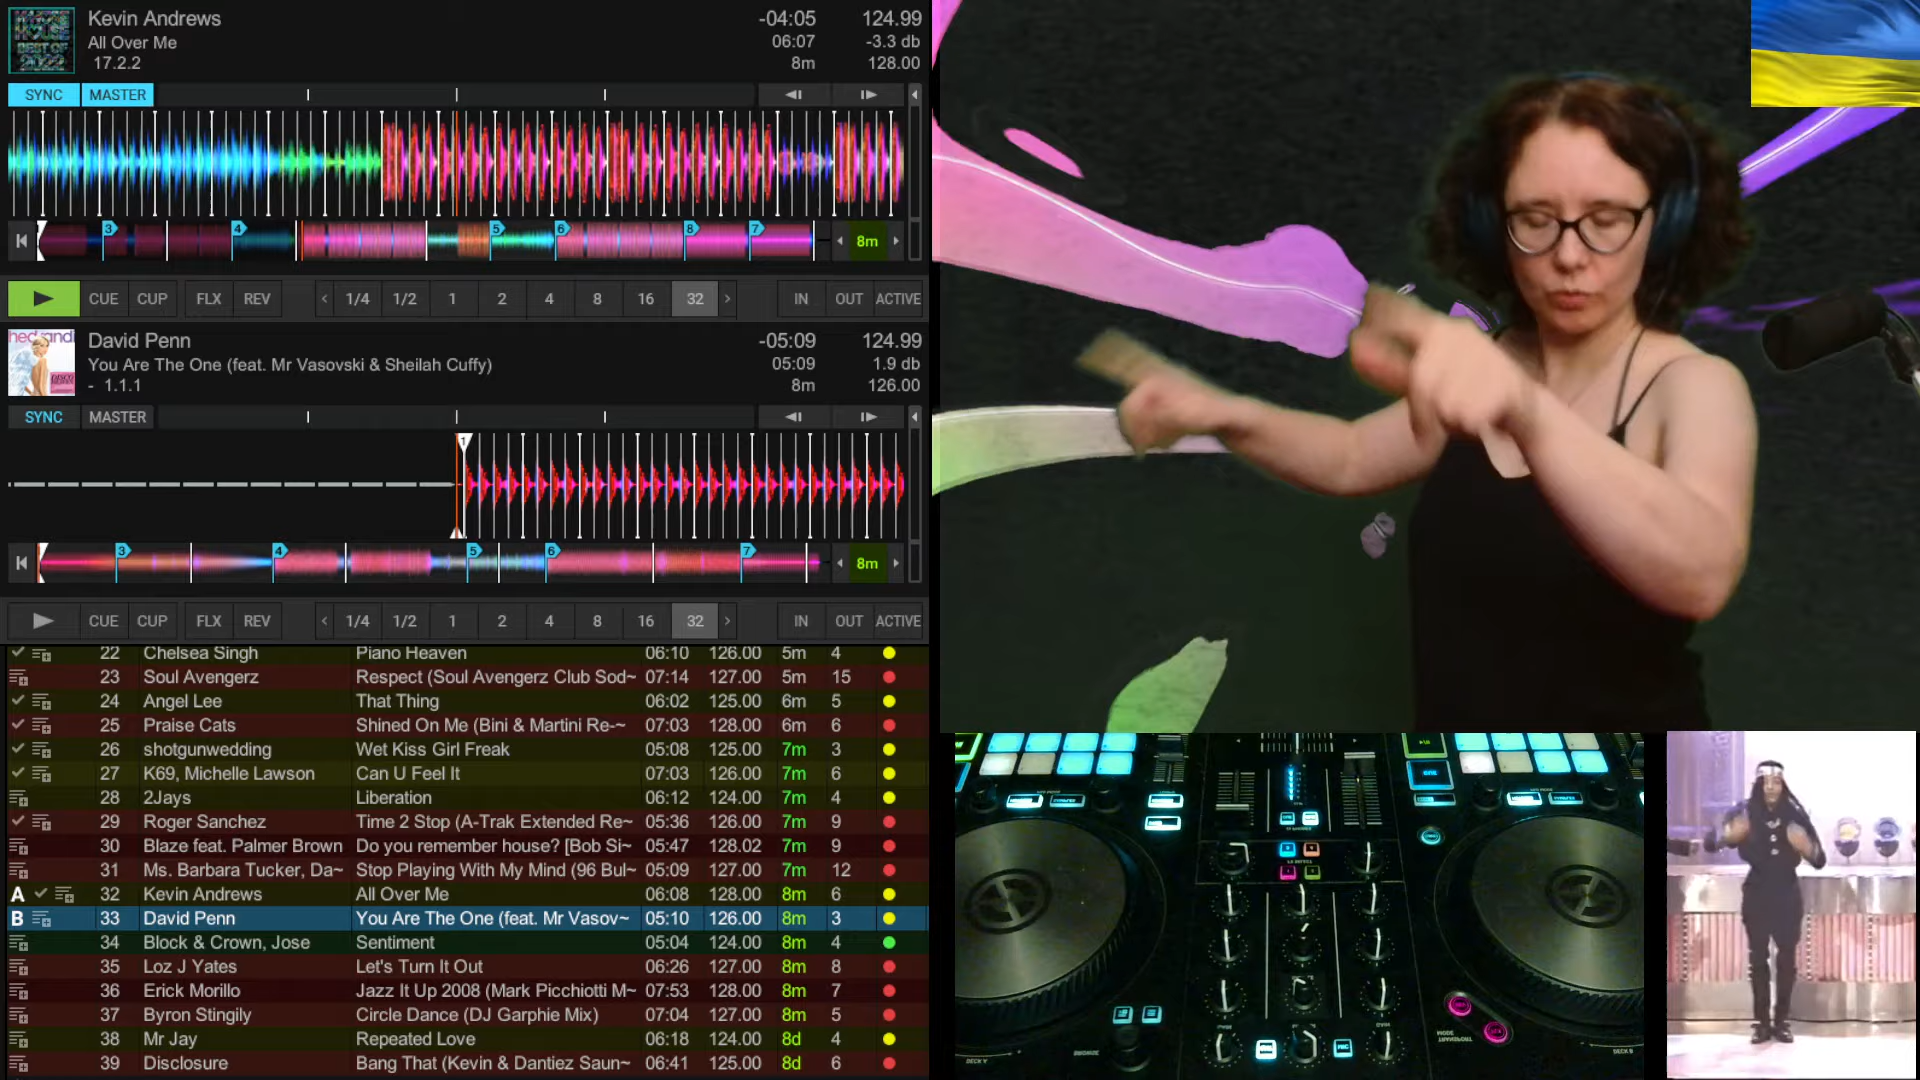 HOUSE
BEST OF
2022
Kevin Andrews
All Over Me
17.2.2
-04:05
124.99
06:07
-3.3 db
8m
128.00
SYNC
MASTER
3
4
5
6
8
7
8m
CUE
CUP
FLX
REV
1/4
1/2
1
2
4
8
16
32
IN
OUT
ACTIVE
David Penn
You Are The One (feat. Mr Vasovski & Sheilah Cuffy)
- 1.1.1
-05:09
124.99
05:09
1.9 db
8m
126.00
SYNC
MASTER
1
3
4
5
6
7
8m
CUE
CUP
FLX
REV
1/4
1/2
1
2
4
8
16
32
IN
OUT
ACTIVE
22 Chelsea Singh Piano Heaven 06:10 126.00 5m 4
23 Soul Avengerz Respect (Soul Avengerz Club Sod~ 07:14 127.00 5m 15
24 Angel Lee That Thing 06:02 125.00 6m 5
25 Praise Cats Shined On Me (Bini & Martini Re-~ 07:03 128.00 6m 6
26 shotgunwedding Wet Kiss Girl Freak 05:08 125.00 7m 3
27 K69, Michelle Lawson Can U Feel It 07:03 126.00 7m 6
28 2Jays Liberation 06:12 124.00 7m 4
29 Roger Sanchez Time 2 Stop (A-Trak Extended Re~ 05:36 126.00 7m 9
30 Blaze feat. Palmer Brown Do you remember house? [Bob Si~ 05:47 128.02 7m 9
31 Ms. Barbara Tucker, Da~ Stop Playing With My Mind (96 Bul~ 05:09 127.00 7m 12
A 32 Kevin Andrews All Over Me 06:08 128.00 8m 6
B 33 David Penn You Are The One (feat. Mr Vasov~ 05:10 126.00 8m 3
34 Block & Crown, Jose Sentiment 05:04 124.00 8m 4
35 Loz J Yates Let's Turn It Out 06:26 127.00 8m 8
36 Erick Morillo Jazz It Up 2008 (Mark Picchiotti M~ 07:53 128.00 8m 7
37 Byron Stingily Circle Dance (DJ Garphie Mix) 07:04 127.00 8m 5
38 Mr Jay Repeated Love 06:18 124.00 8d 4
39 Disclosure Bang That (Kevin & Dantiez Saun~ 06:41 125.00 8d 6